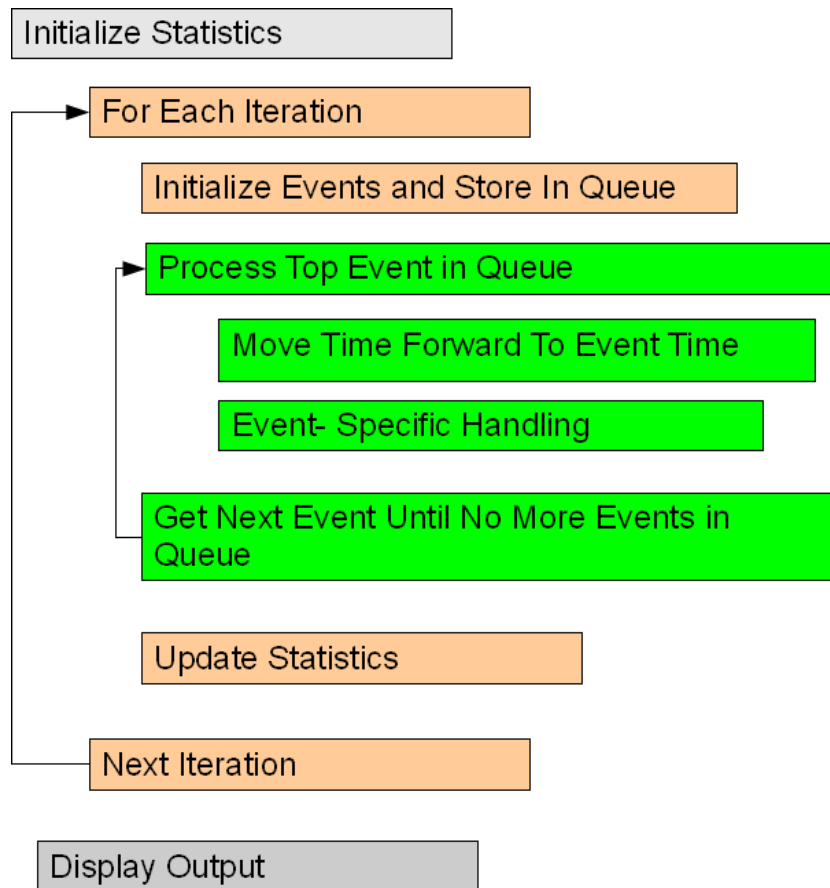 Initialize Statistics
For Each Iteration
Initialize Events and Store In Queue
Process Top Event in Queue
Move Time Forward To Event Time
Event- Specific Handling
Get Next Event Until No More Events in
Queue
Update Statistics
Next Iteration
Display Output